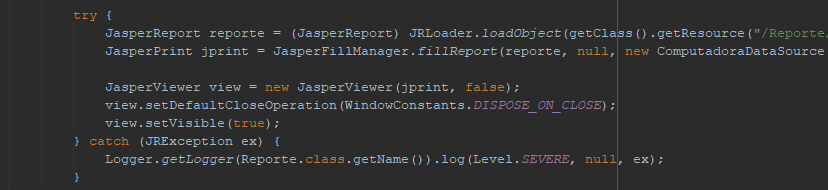 try {
JasperReport reporte = (JasperReport) JRLoader.loadObject(getClass().getResource("/Reporte/
JasperPrint jprint = JasperFillManager.fillReport(reporte, null, new ComputadoraDataSource
JasperViewer view = new JasperViewer(jprint, false);
view.setDefaultCloseOperation(WindowConstants.DISPOSE_ON_CLOSE);
view.setVisible(true);
} catch (JRException ex) {
Logger.getLogger(Reporte.class.getName()).log(Level.SEVERE, null, ex);
}